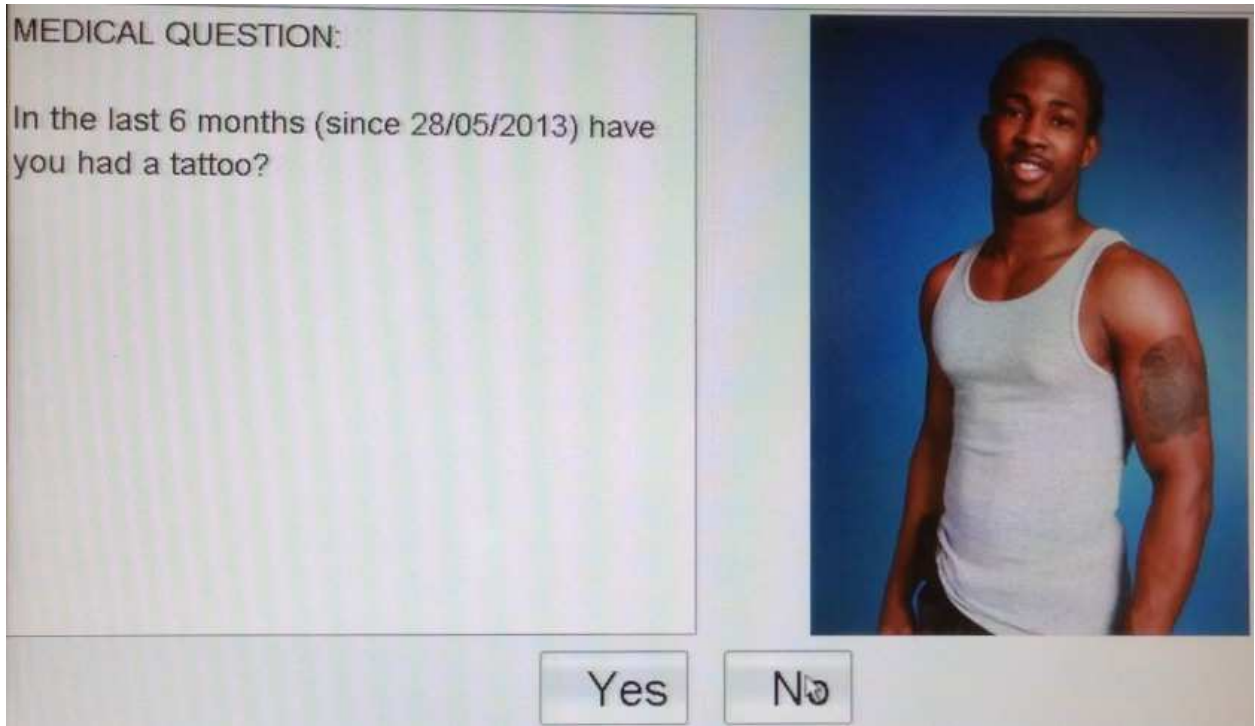 MEDICAL QUESTION:
In the last 6 months (since 28/05/2013) have
you had a tattoo?
Yes
No